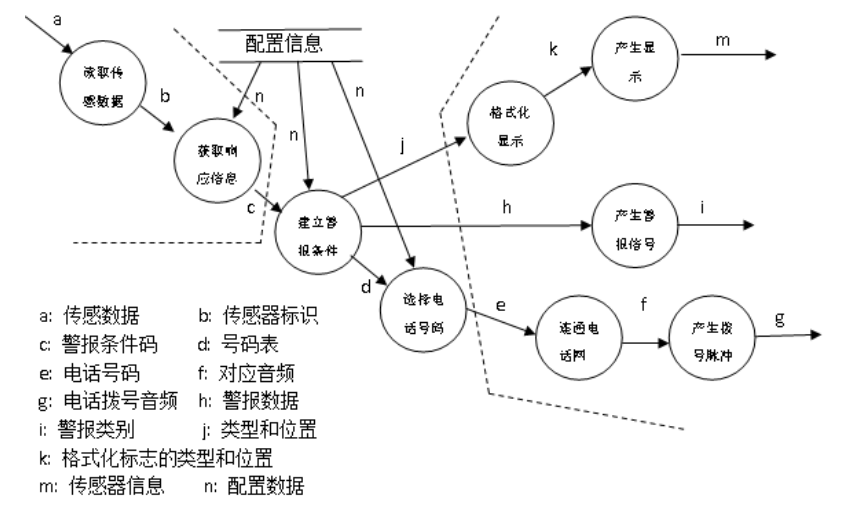 a
配置信息
k
产生显
示
m
读取传
感数据
b
n
n
格式化
显示
获取响
应信息
n
j
c
建立警
报条件
h
产生警
报信号
i
d
选择电
话号码
e
连通电
话网
f
产生拨
号脉冲
g
a: 传感数据 b: 传感器标识
c: 警报条件码 d: 号码表
e: 电话号码 f: 对应音频
g: 电话拨号音频 h: 警报数据
i: 警报类别 j: 类型和位置
k: 格式化标志的类型和位置
m: 传感器信息 n: 配置数据